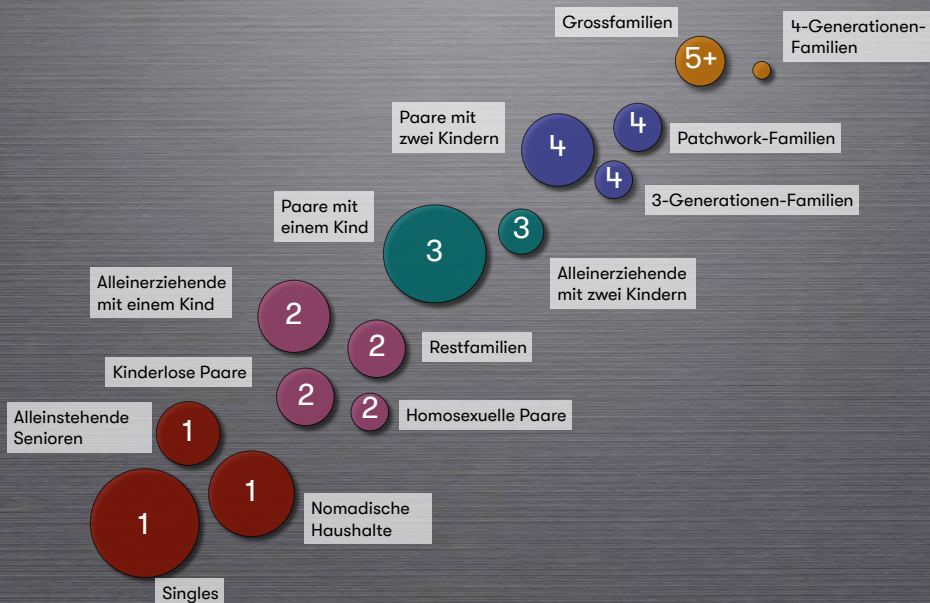 Grossfamilien
4-Generationen-
Familien
5+
Paare mit
zwei Kindern
4
4
Patchwork-Familien
4
3-Generationen-Familien
Paare mit
einem Kind
3
3
Alleinerziehende
mit zwei Kindern
Alleinerziehende
mit einem Kind
2
2
Restfamilien
Kinderlose Paare
2
2
Homosexuelle Paare
Alleinstehende
Senioren
1
1
Nomadische
Haushalte
1
Singles